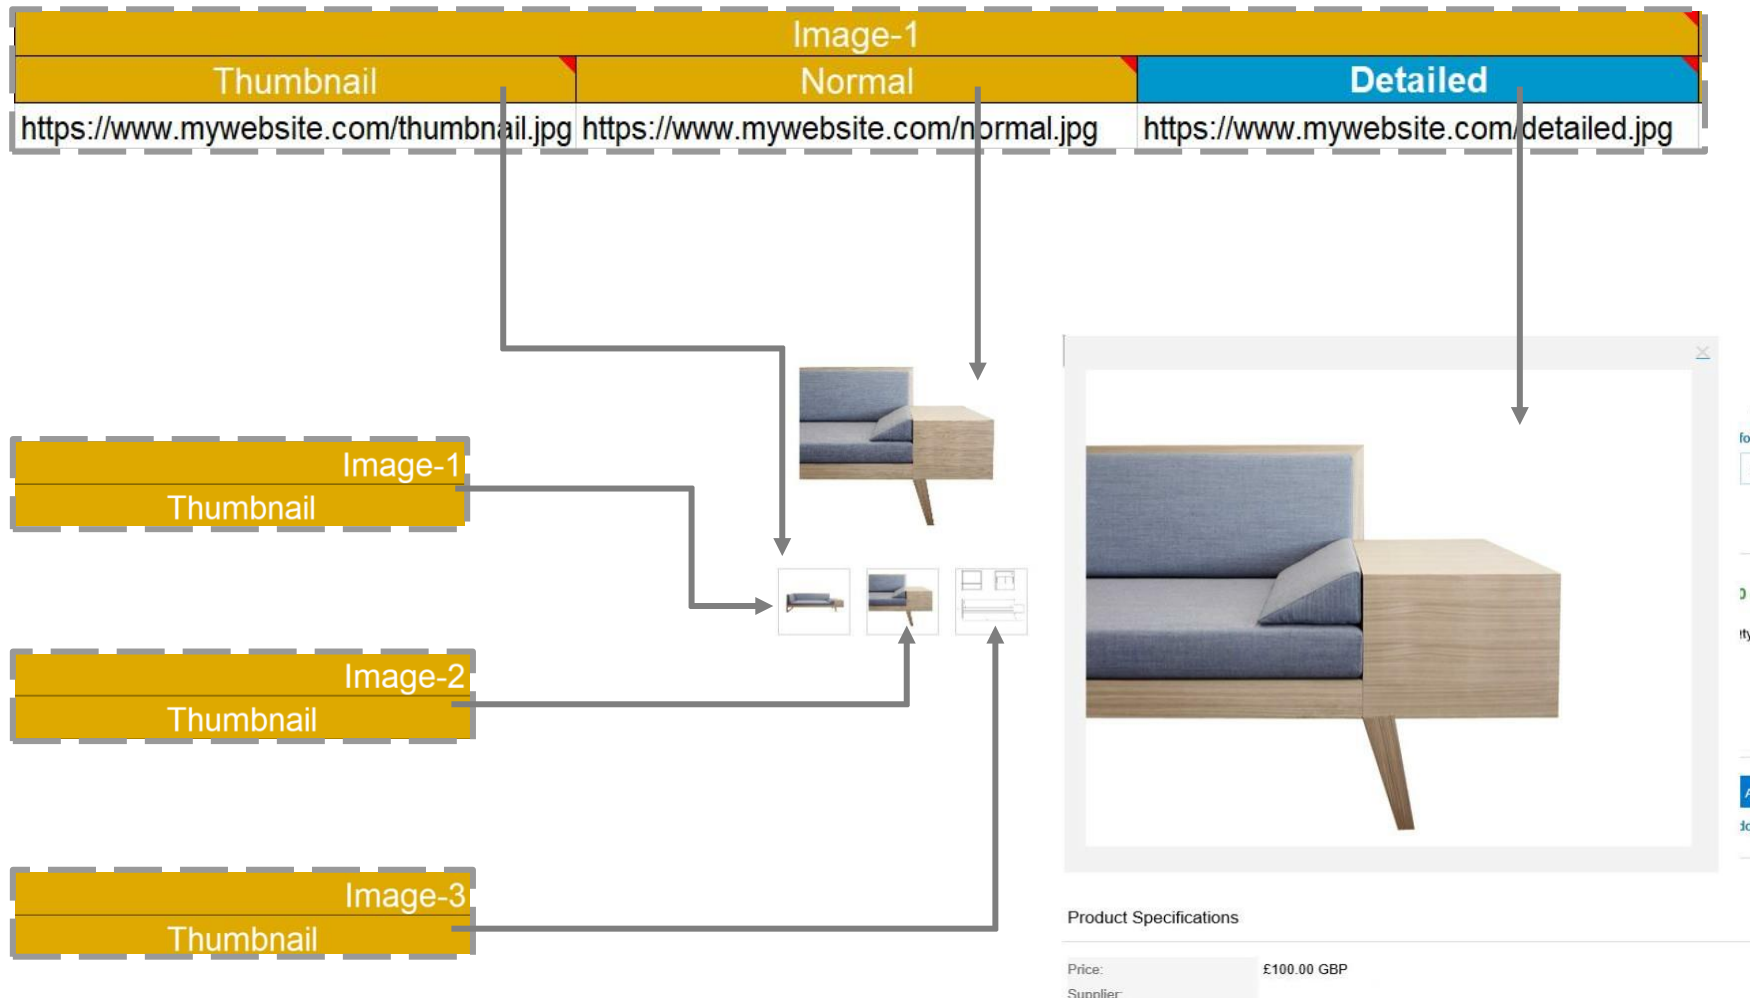 Image-1
Thumbnail Normal Detailed
https://www.mywebsite.com/thumbnail.jpg https://www.mywebsite.com/normal.jpg https://www.mywebsite.com/detailed.jpg
Image-1
Thumbnail
Image-2
Thumbnail
Image-3
Thumbnail
Product Specifications
Price: £100.00 GBP
Supplier: